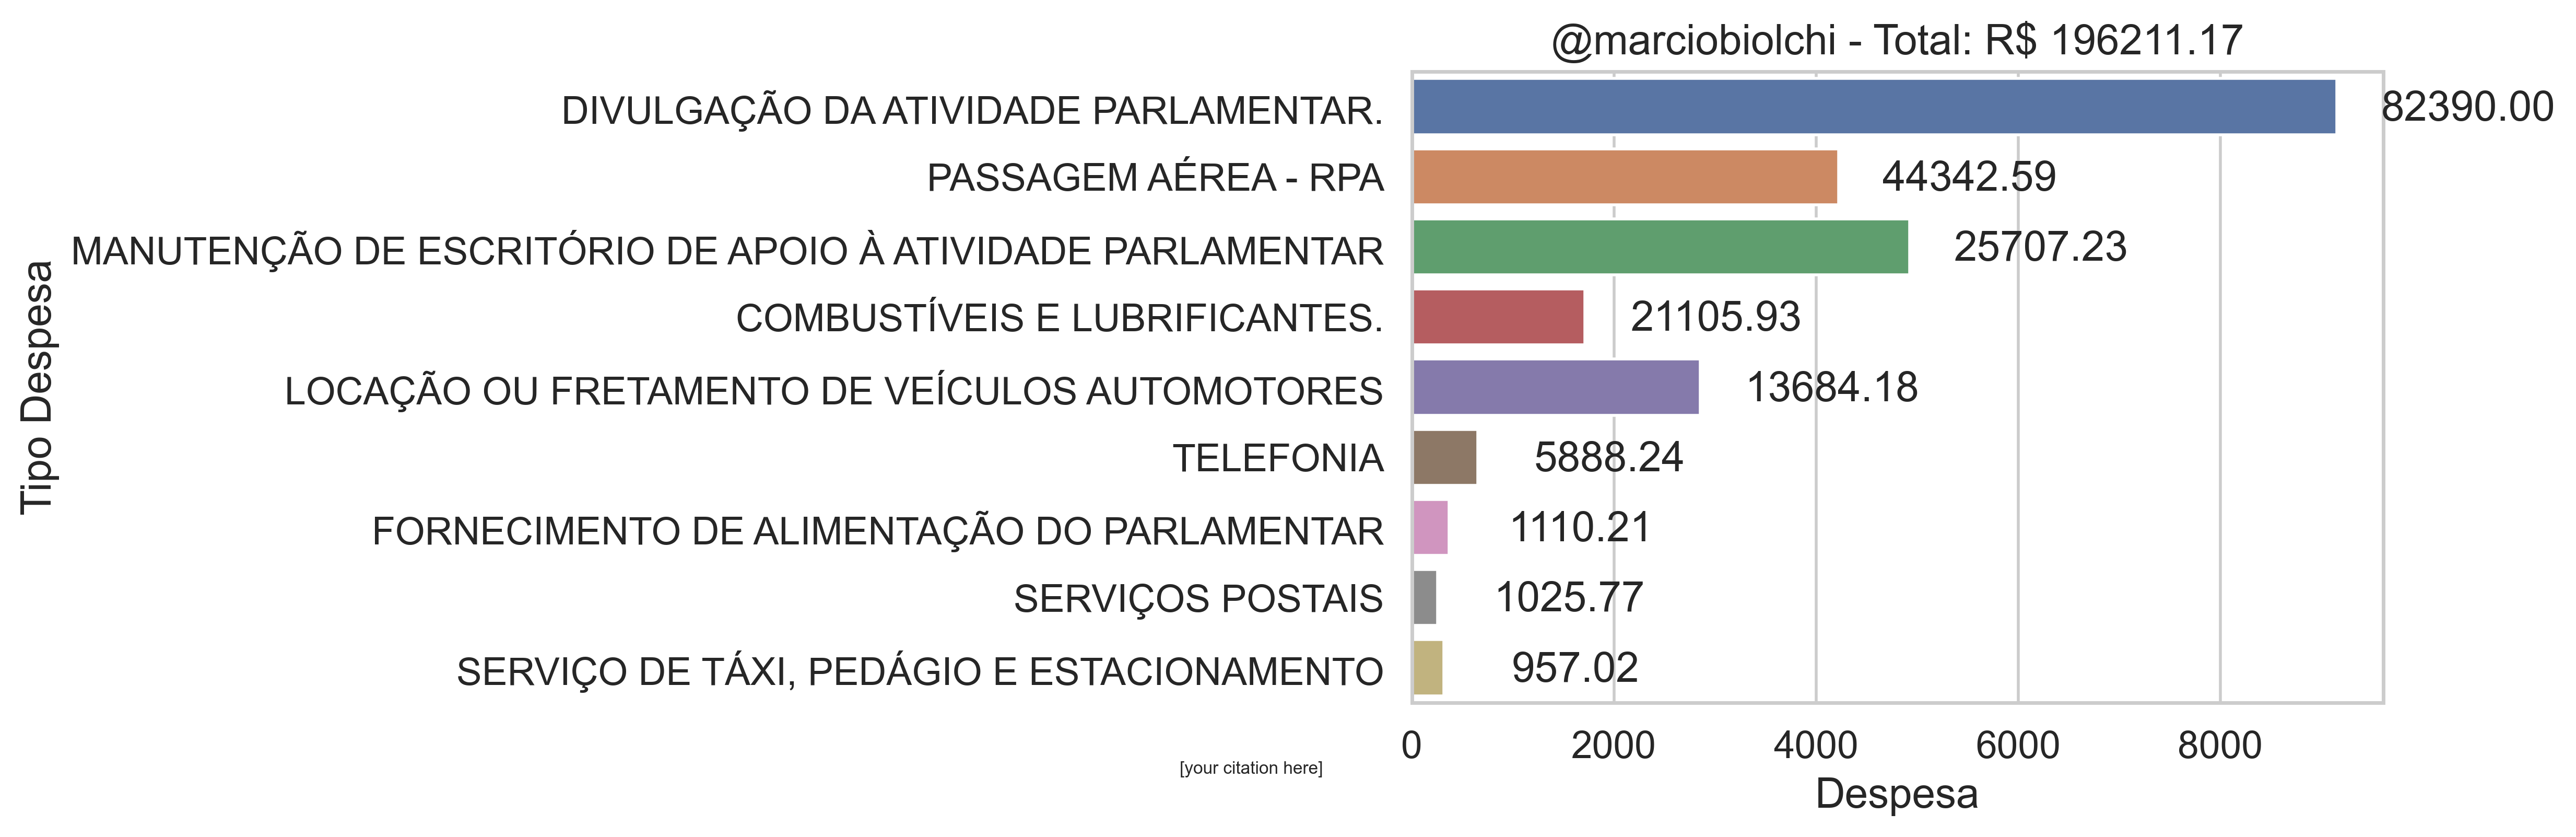 @marciobiolchi - Total: R$ 196211.17
DIVULGAÇÃO DA ATIVIDADE PARLAMENTAR. 82390.00
PASSAGEM AÉREA - RPA 44342.59
MANUTENÇÃO DE ESCRITÓRIO DE APOIO À ATIVIDADE PARLAMENTAR 25707.23
COMBUSTÍVEIS E LUBRIFICANTES. 21105.93
LOCAÇÃO OU FRETAMENTO DE VEÍCULOS AUTOMOTORES 13684.18
TELEFONIA 5888.24
FORNECIMENTO DE ALIMENTAÇÃO DO PARLAMENTAR 1110.21
SERVIÇOS POSTAIS 1025.77
SERVIÇO DE TÁXI, PEDÁGIO E ESTACIONAMENTO 957.02
Tipo Despesa
0 2000 4000 6000 8000
[your citation here]
Despesa